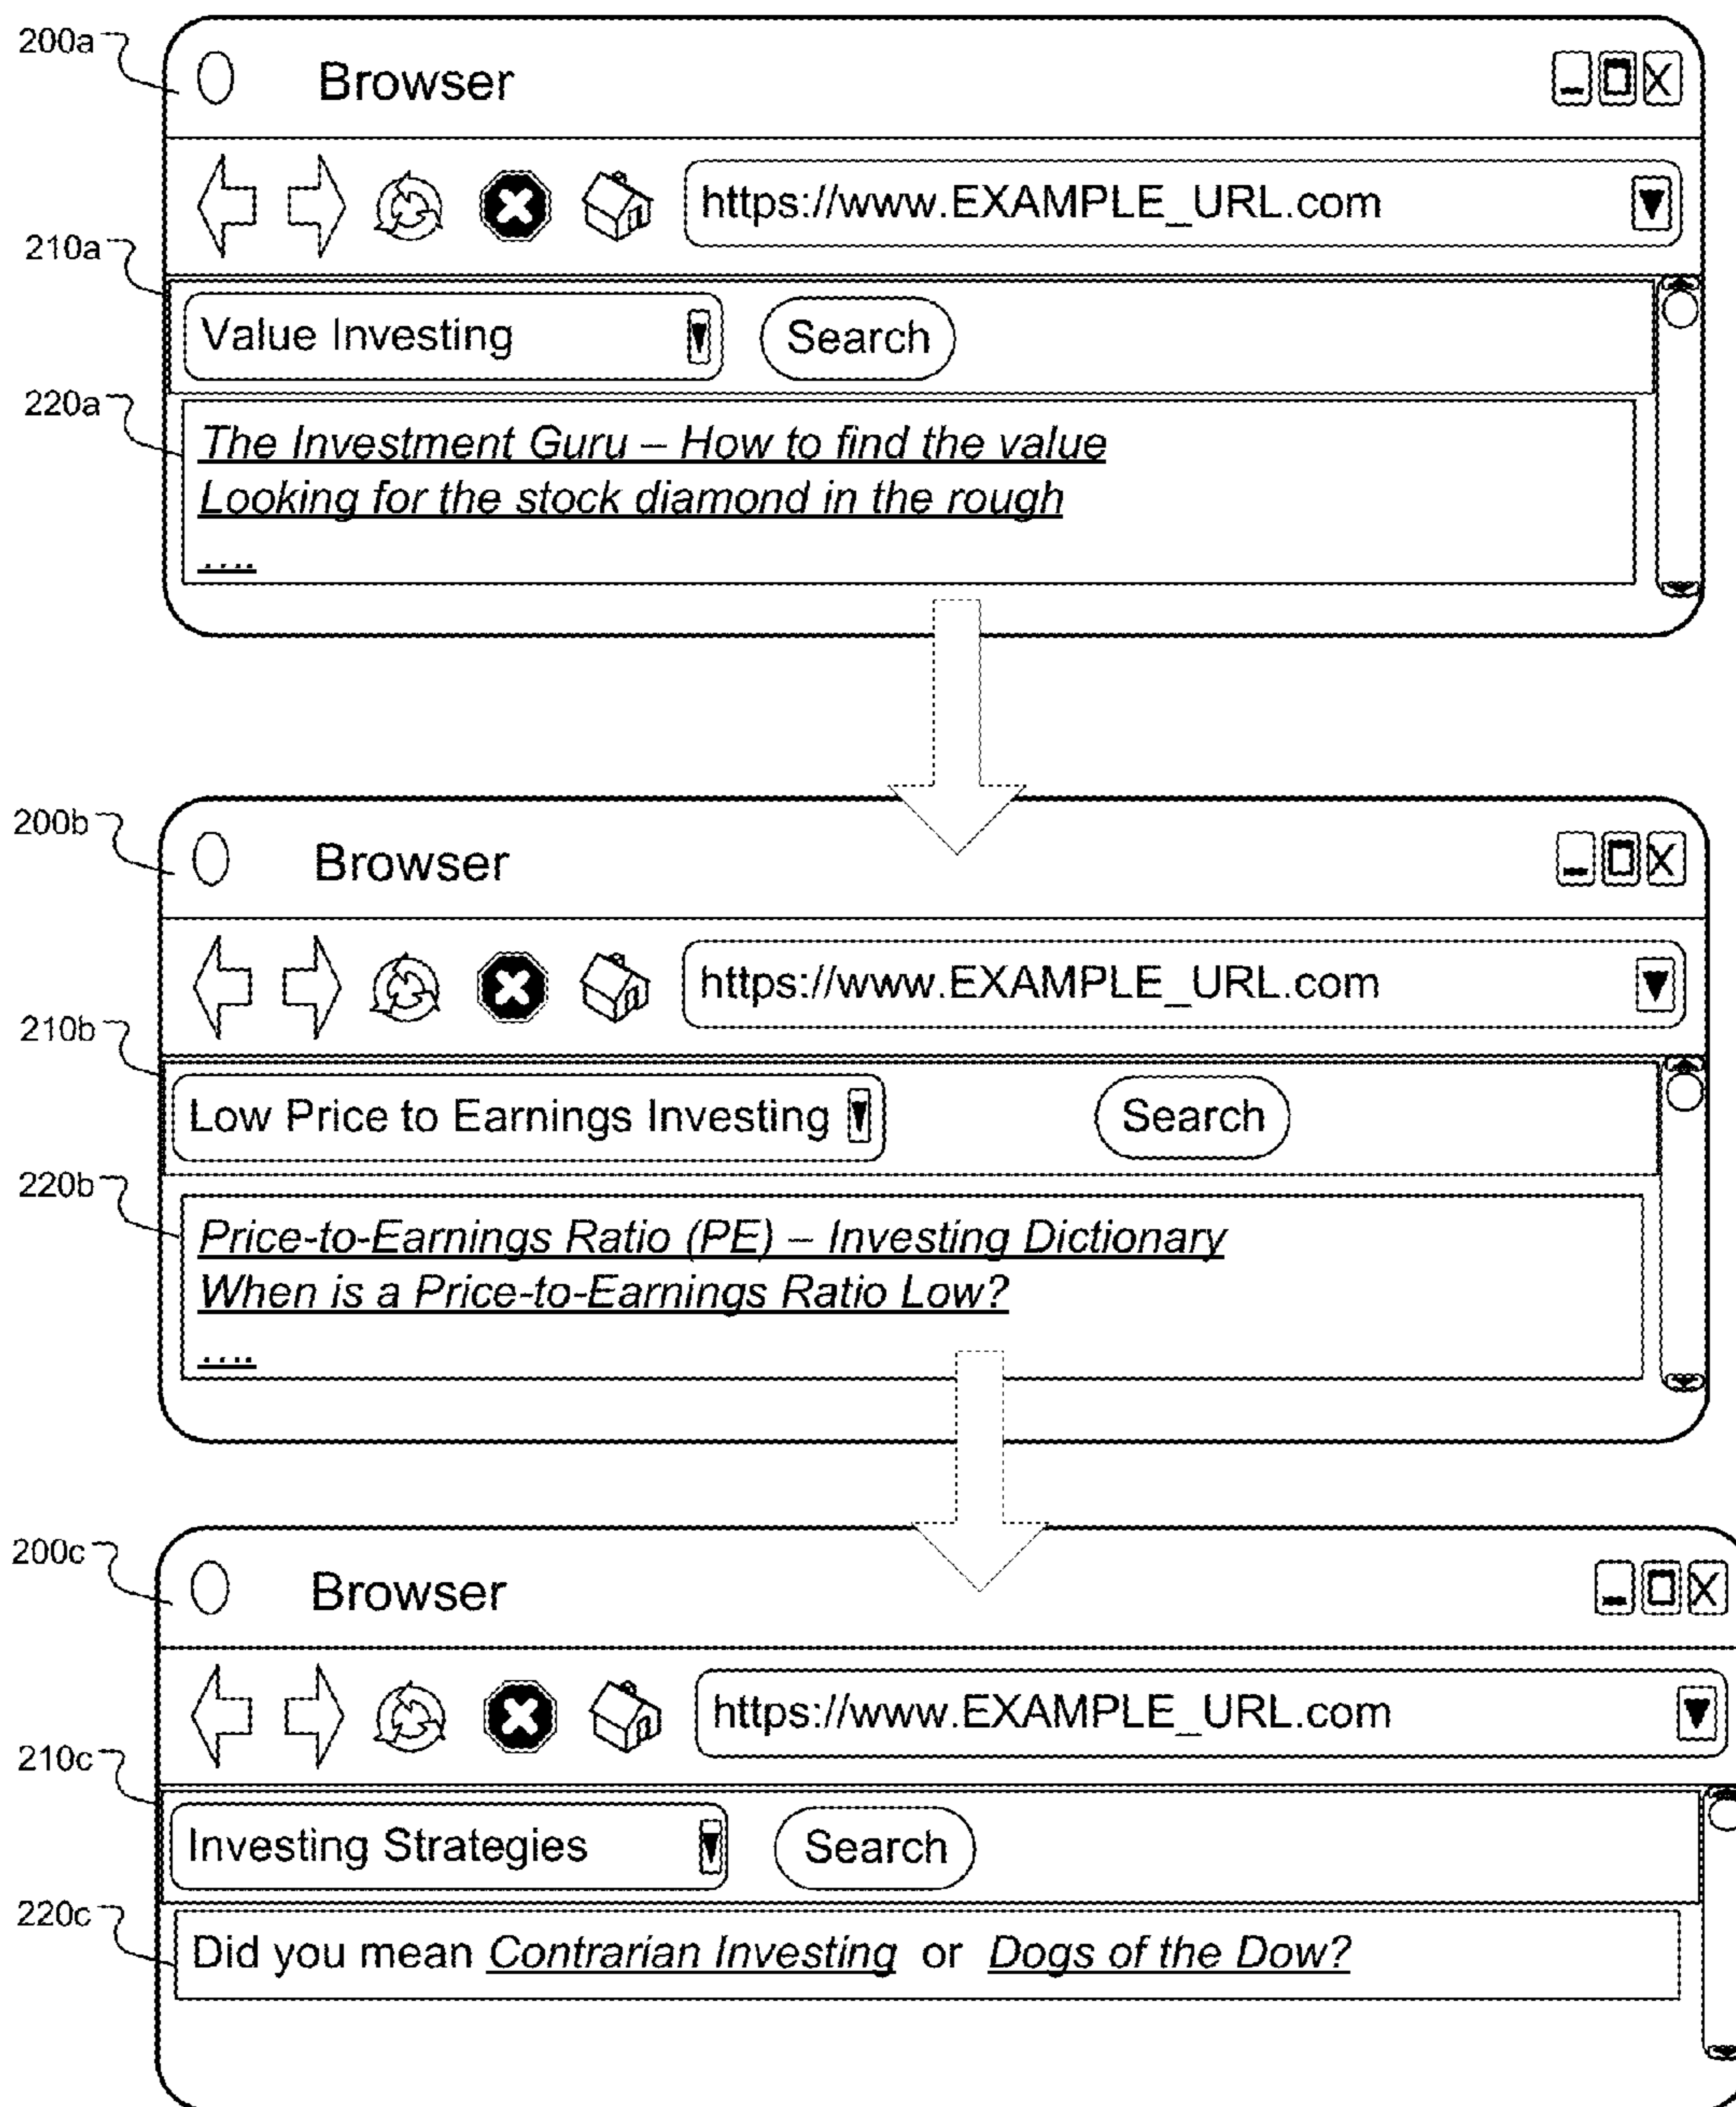 200a
Browser
https://www.EXAMPLE_URL.com
210a
Value Investing
Search
220a
The Investment Guru – How to find the value
Looking for the stock diamond in the rough
....
200b
Browser
https://www.EXAMPLE_URL.com
210b
Low Price to Earnings Investing
Search
220b
Price-to-Earnings Ratio (PE) – Investing Dictionary
When is a Price-to-Earnings Ratio Low?
....
200c
Browser
https://www.EXAMPLE_URL.com
210c
Investing Strategies
Search
220c
Did you mean Contrarian Investing or Dogs of the Dow?